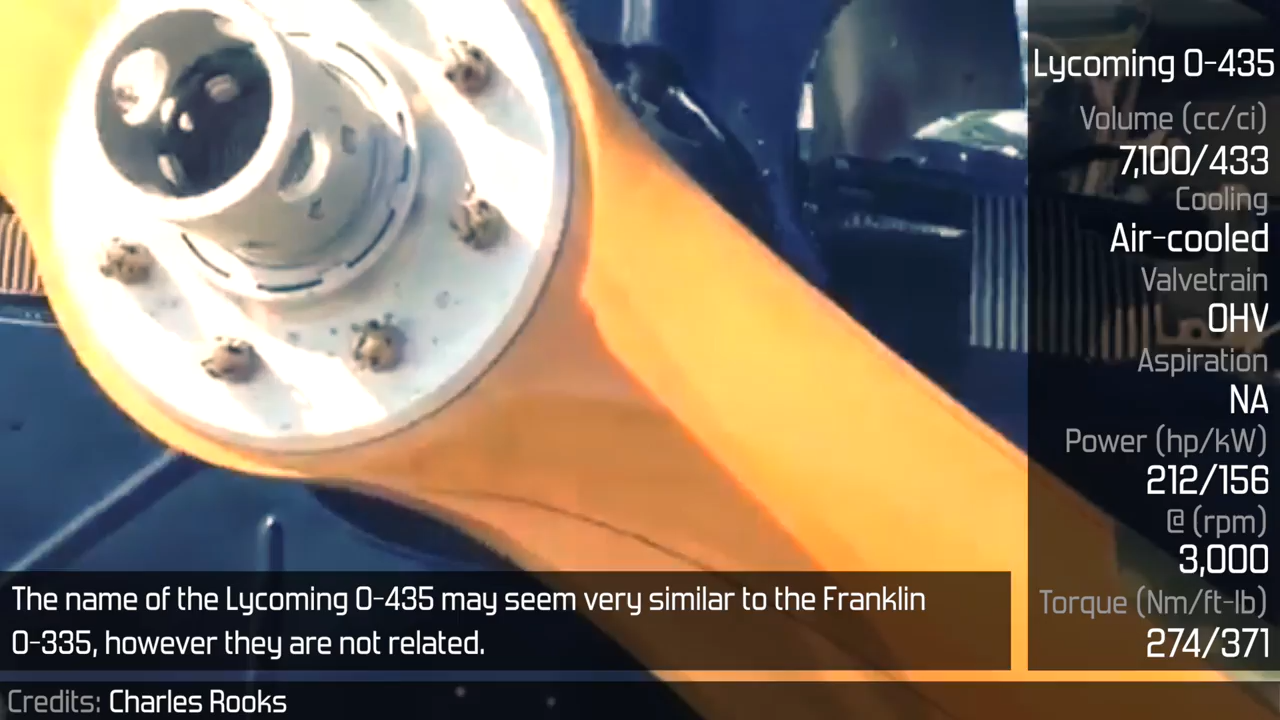 Lycoming O-435
Volume (cc/ci)
7,100/433
Cooling
Air-cooled
Valvetrain
OHV
Aspiration
NA
Power (hp/kW)
212/156
@ (rpm)
3,000
Torque (Nm/ft-lb)
274/371
The name of the Lycoming O-435 may seem very similar to the Franklin
O-335, however they are not related.
Credits: Charles Rooks